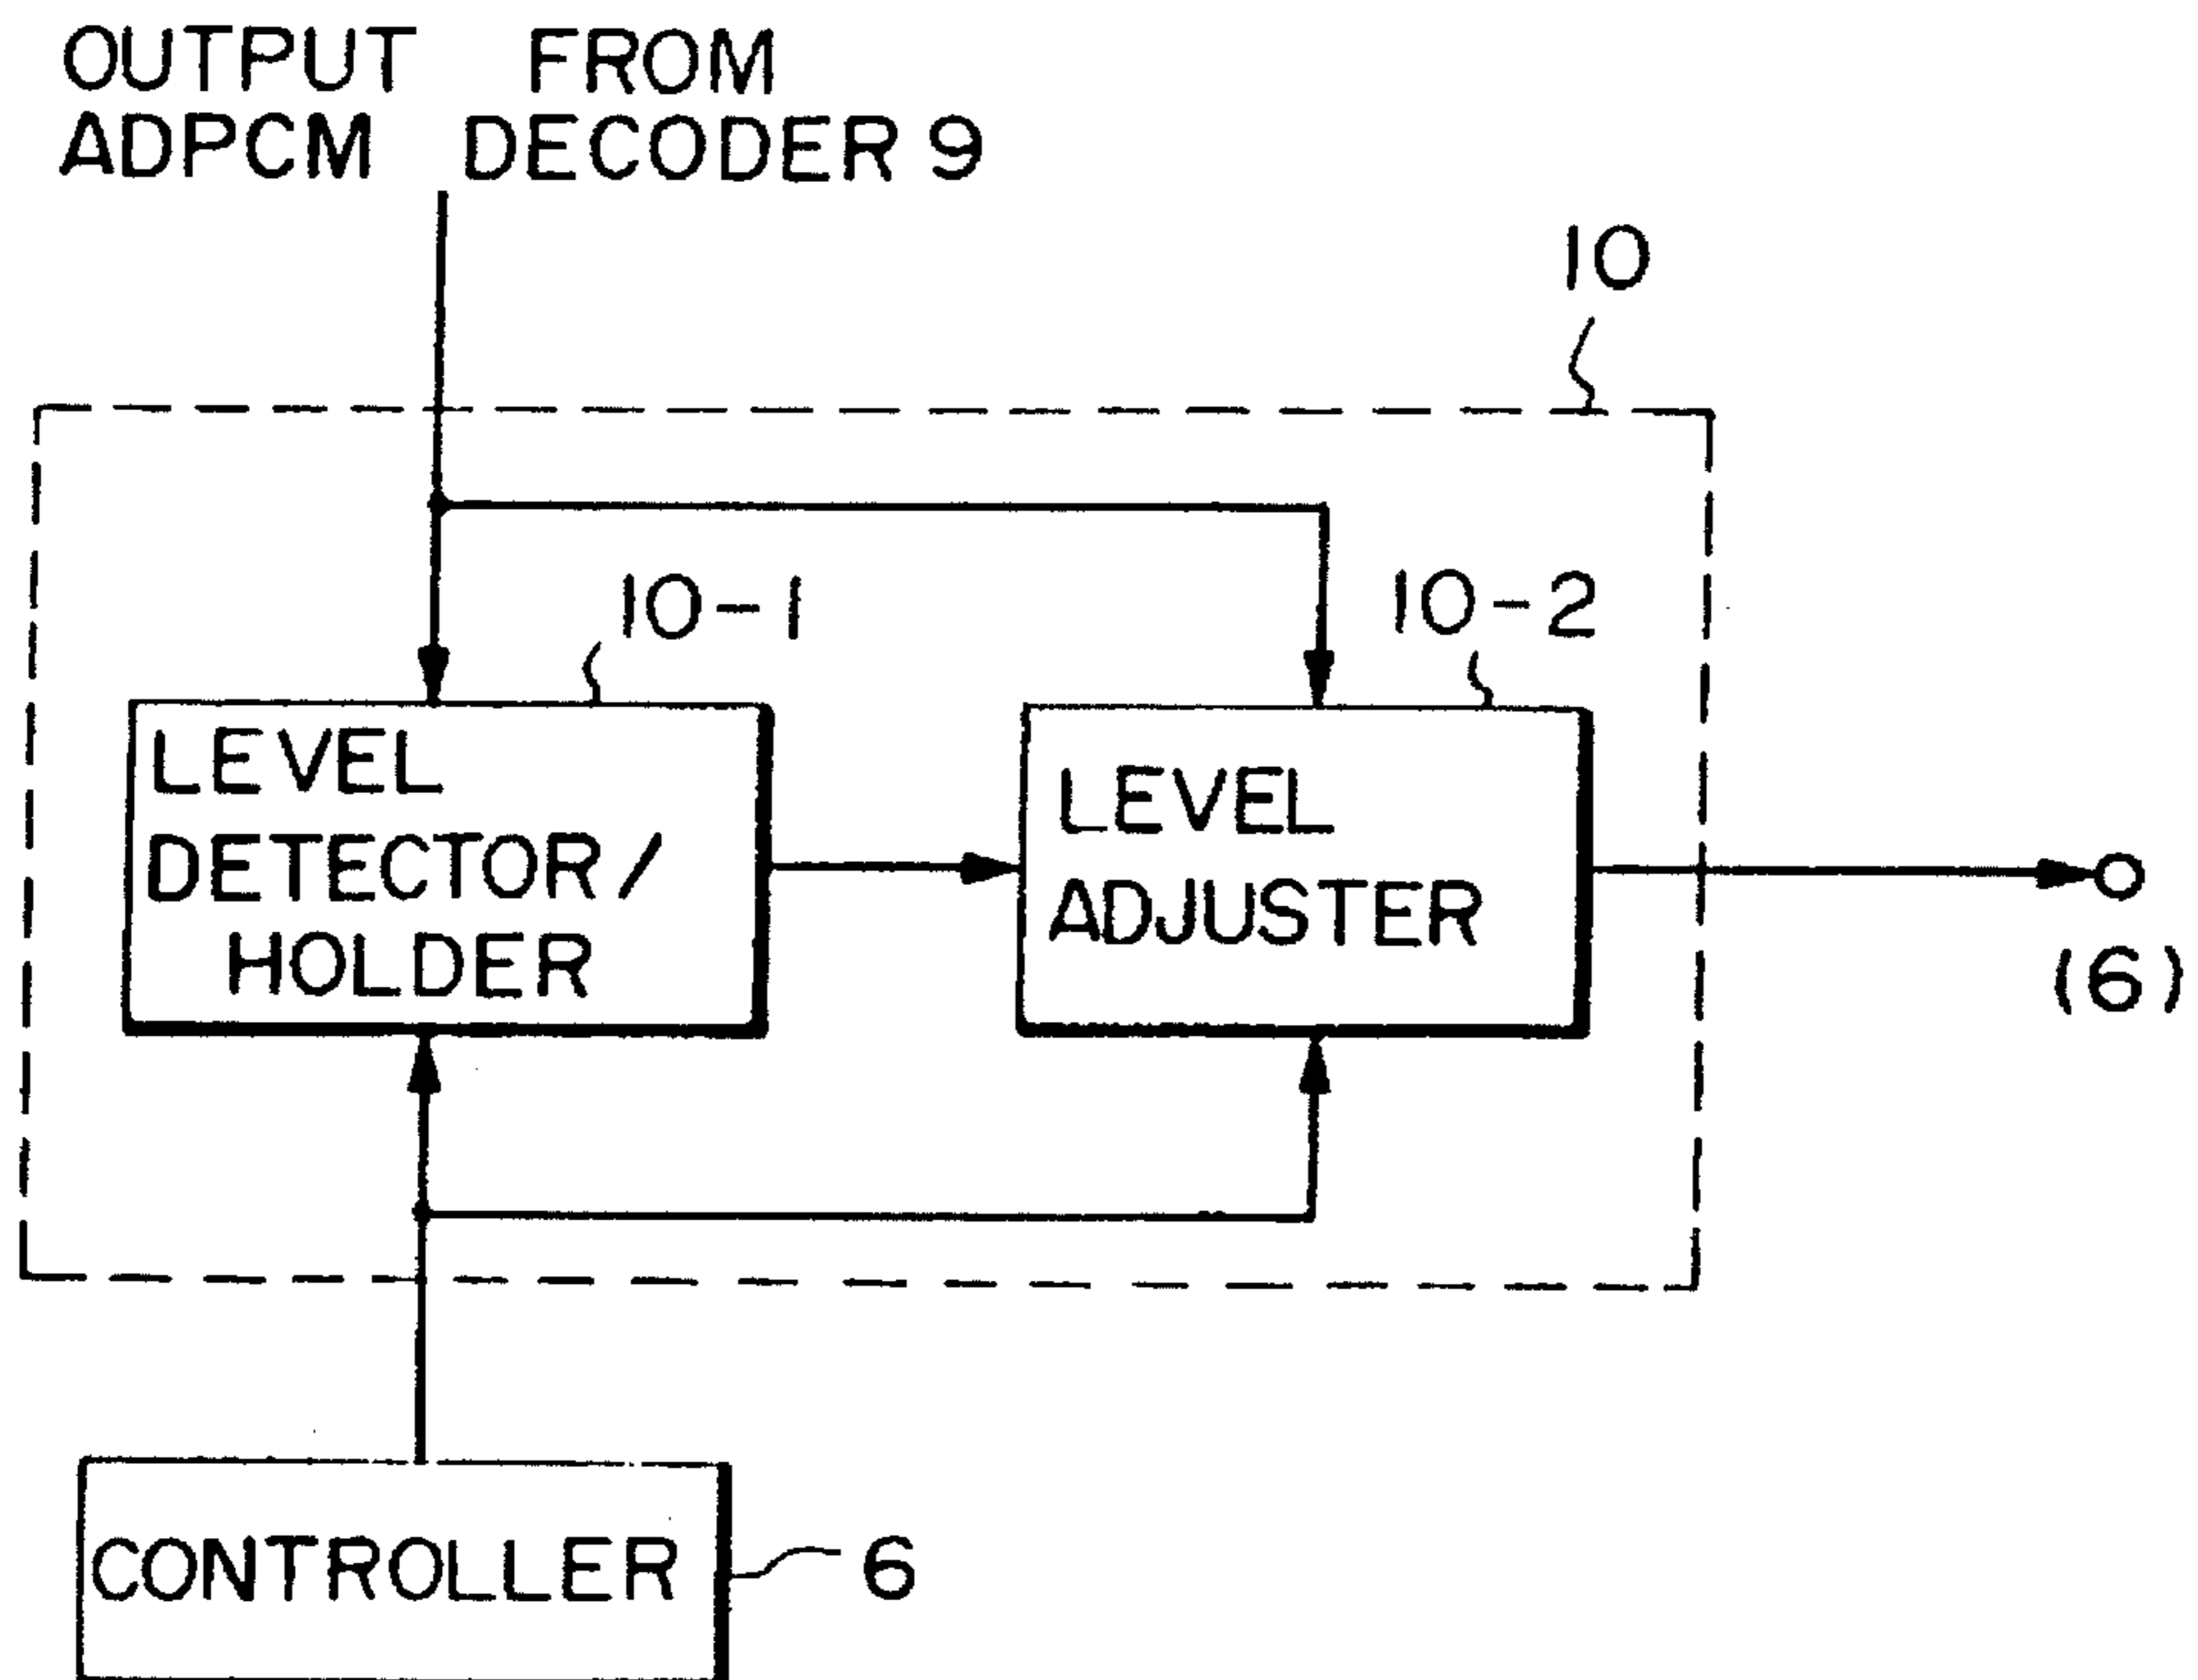 OUTPUT FROM
ADPCM DECODER 9
10
10-1
10-2
LEVEL
DETECTOR/
HOLDER
LEVEL
ADJUSTER
(6)
CONTROLLER
6